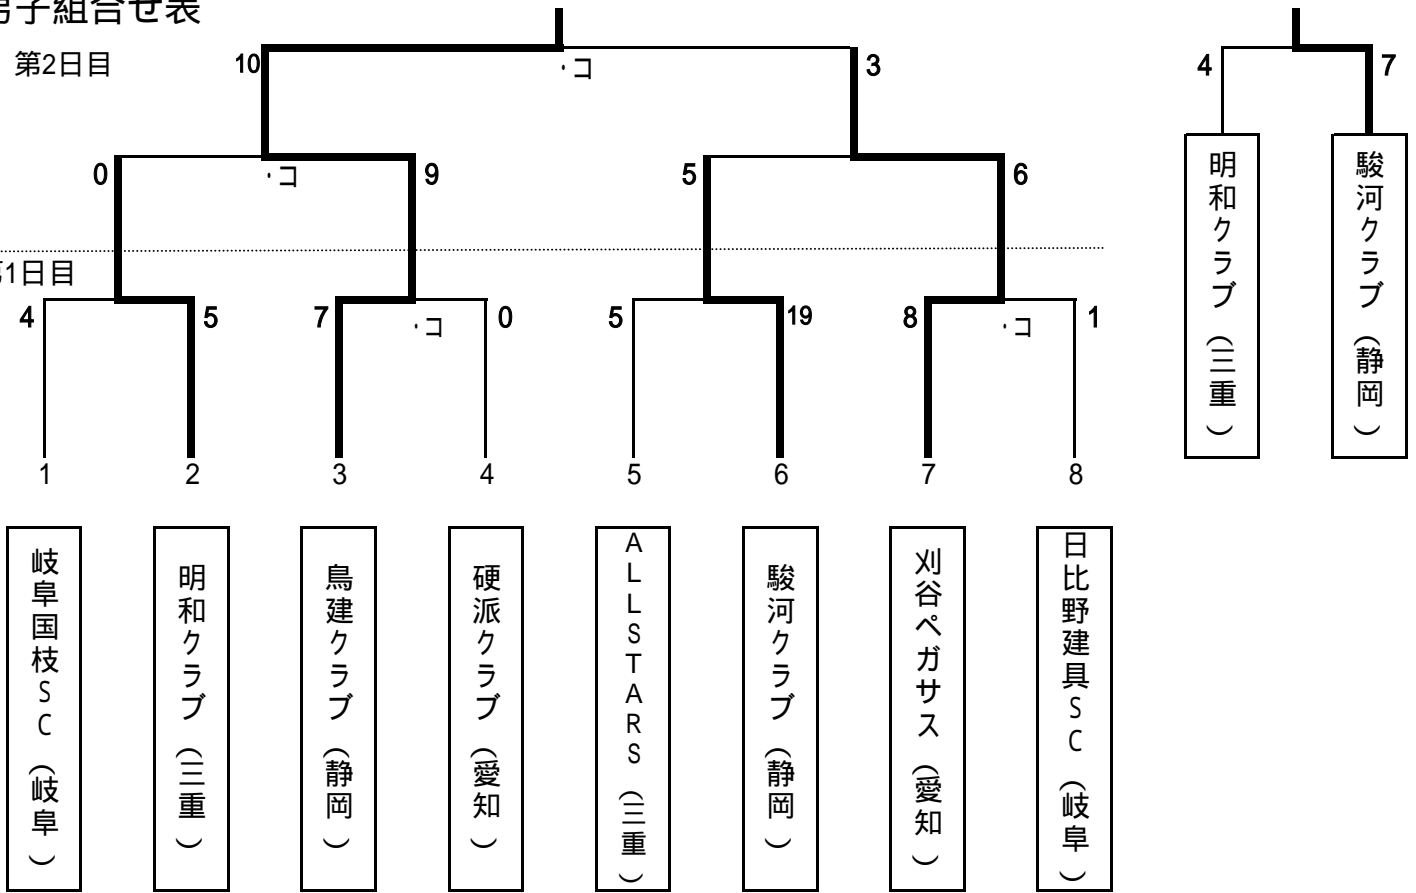 男子組合せ表
第2日目
10
・コ
3
4
7
0
・コ
9
5
6
第1日目
4
5
7
・コ
0
5
19
8
・コ
1
1
2
3
4
5
6
7
8
明和クラブ(三重)
駿河クラブ(静岡)
岐阜国枝SC(岐阜)
明和クラブ(三重)
鳥建クラブ(静岡)
硬派クラブ(愛知)
ALLSTARS(三重)
駿河クラブ(静岡)
刈谷ペガサス(愛知)
日比野建具SC(岐阜)